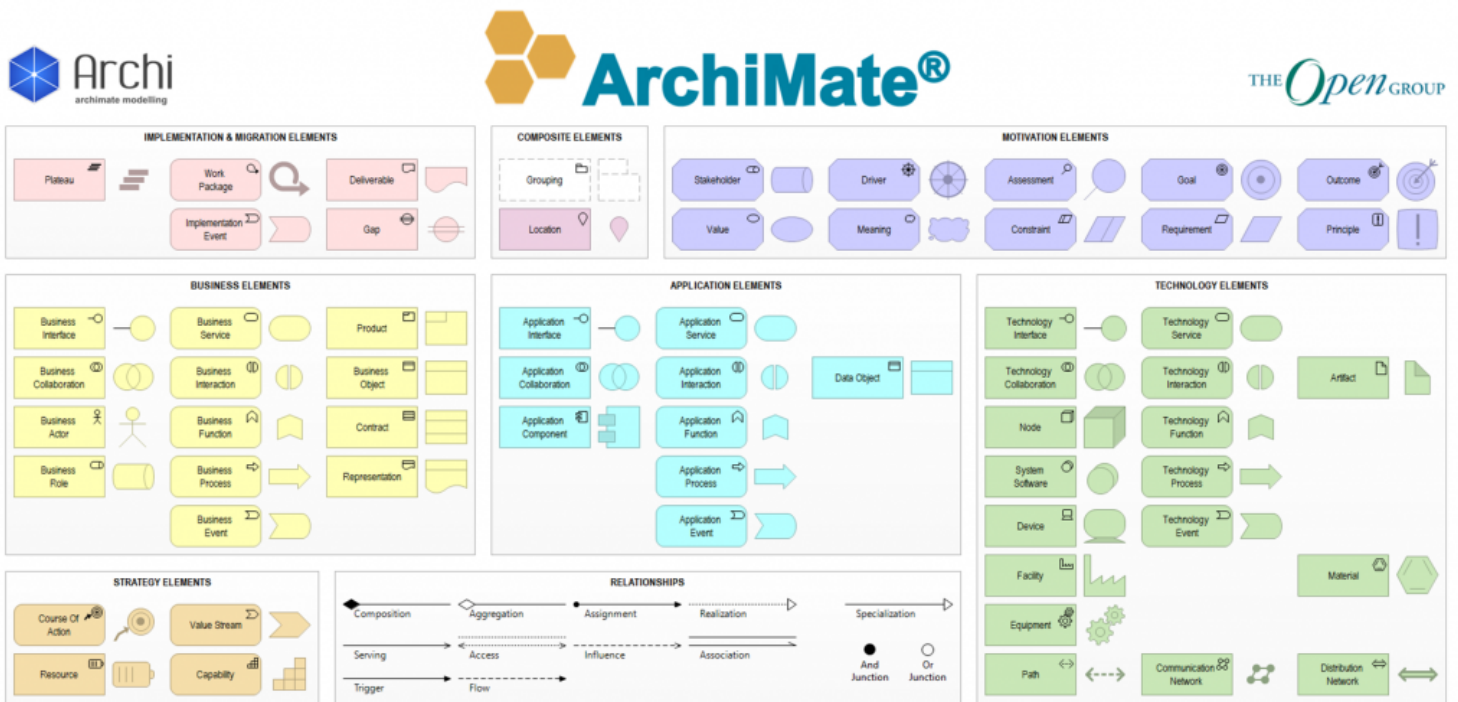 Archi
archimate modelling
ArchiMate®
THE Open GROUP
IMPLEMENTATION & MIGRATION ELEMENTS
Plateau
Work
Package
Deliverable
Implementation
Event
Gap
COMPOSITE ELEMENTS
Grouping
Location
MOTIVATION ELEMENTS
Stakeholder
Driver
Assessment
Goal
Outcome
Value
Meaning
Constraint
Requirement
Principle
BUSINESS ELEMENTS
Business
Interface
Business
Service
Product
Business
Collaboration
Business
Interaction
Business
Object
Business
Actor
Business
Function
Contract
Business
Role
Business
Process
Representation
Business
Event
APPLICATION ELEMENTS
Application
Interface
Application
Service
Application
Collaboration
Application
Interaction
Data Object
Application
Component
Application
Function
Application
Process
Application
Event
TECHNOLOGY ELEMENTS
Technology
Interface
Technology
Service
Technology
Collaboration
Technology
Interaction
Artifact
Node
Technology
Function
System
Software
Technology
Process
Device
Technology
Event
Facility
Material
Equipment
Path
Communication
Network
Distribution
Network
STRATEGY ELEMENTS
Course Of
Action
Value Stream
Resource
Capability
RELATIONSHIPS
Composition
Aggregation
Assignment
Realization
Specialization
Serving
Access
Influence
Association
And
Junction
Or
Junction
Trigger
Flow